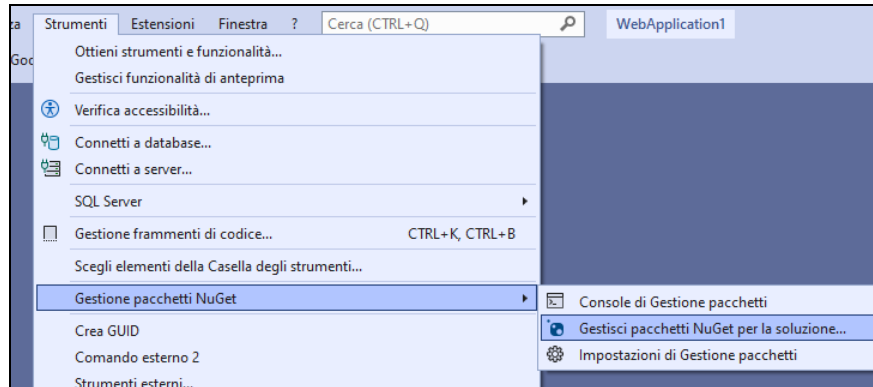 za Strumenti Estensioni Finestra ? Cerca (CTRL+Q) WebApplication1
Goo
Ottieni strumenti e funzionalità...
Gestisci funzionalità di anteprima
Verifica accessibilità...
Connetti a database...
Connetti a server...
SQL Server
Gestione frammenti di codice... CTRL+K, CTRL+B
Scegli elementi della Casella degli strumenti...
Gestione pacchetti NuGet
Console di Gestione pacchetti
Crea GUID
Gestisci pacchetti NuGet per la soluzione...
Comando esterno 2
Impostazioni di Gestione pacchetti
Strumenti esterni...